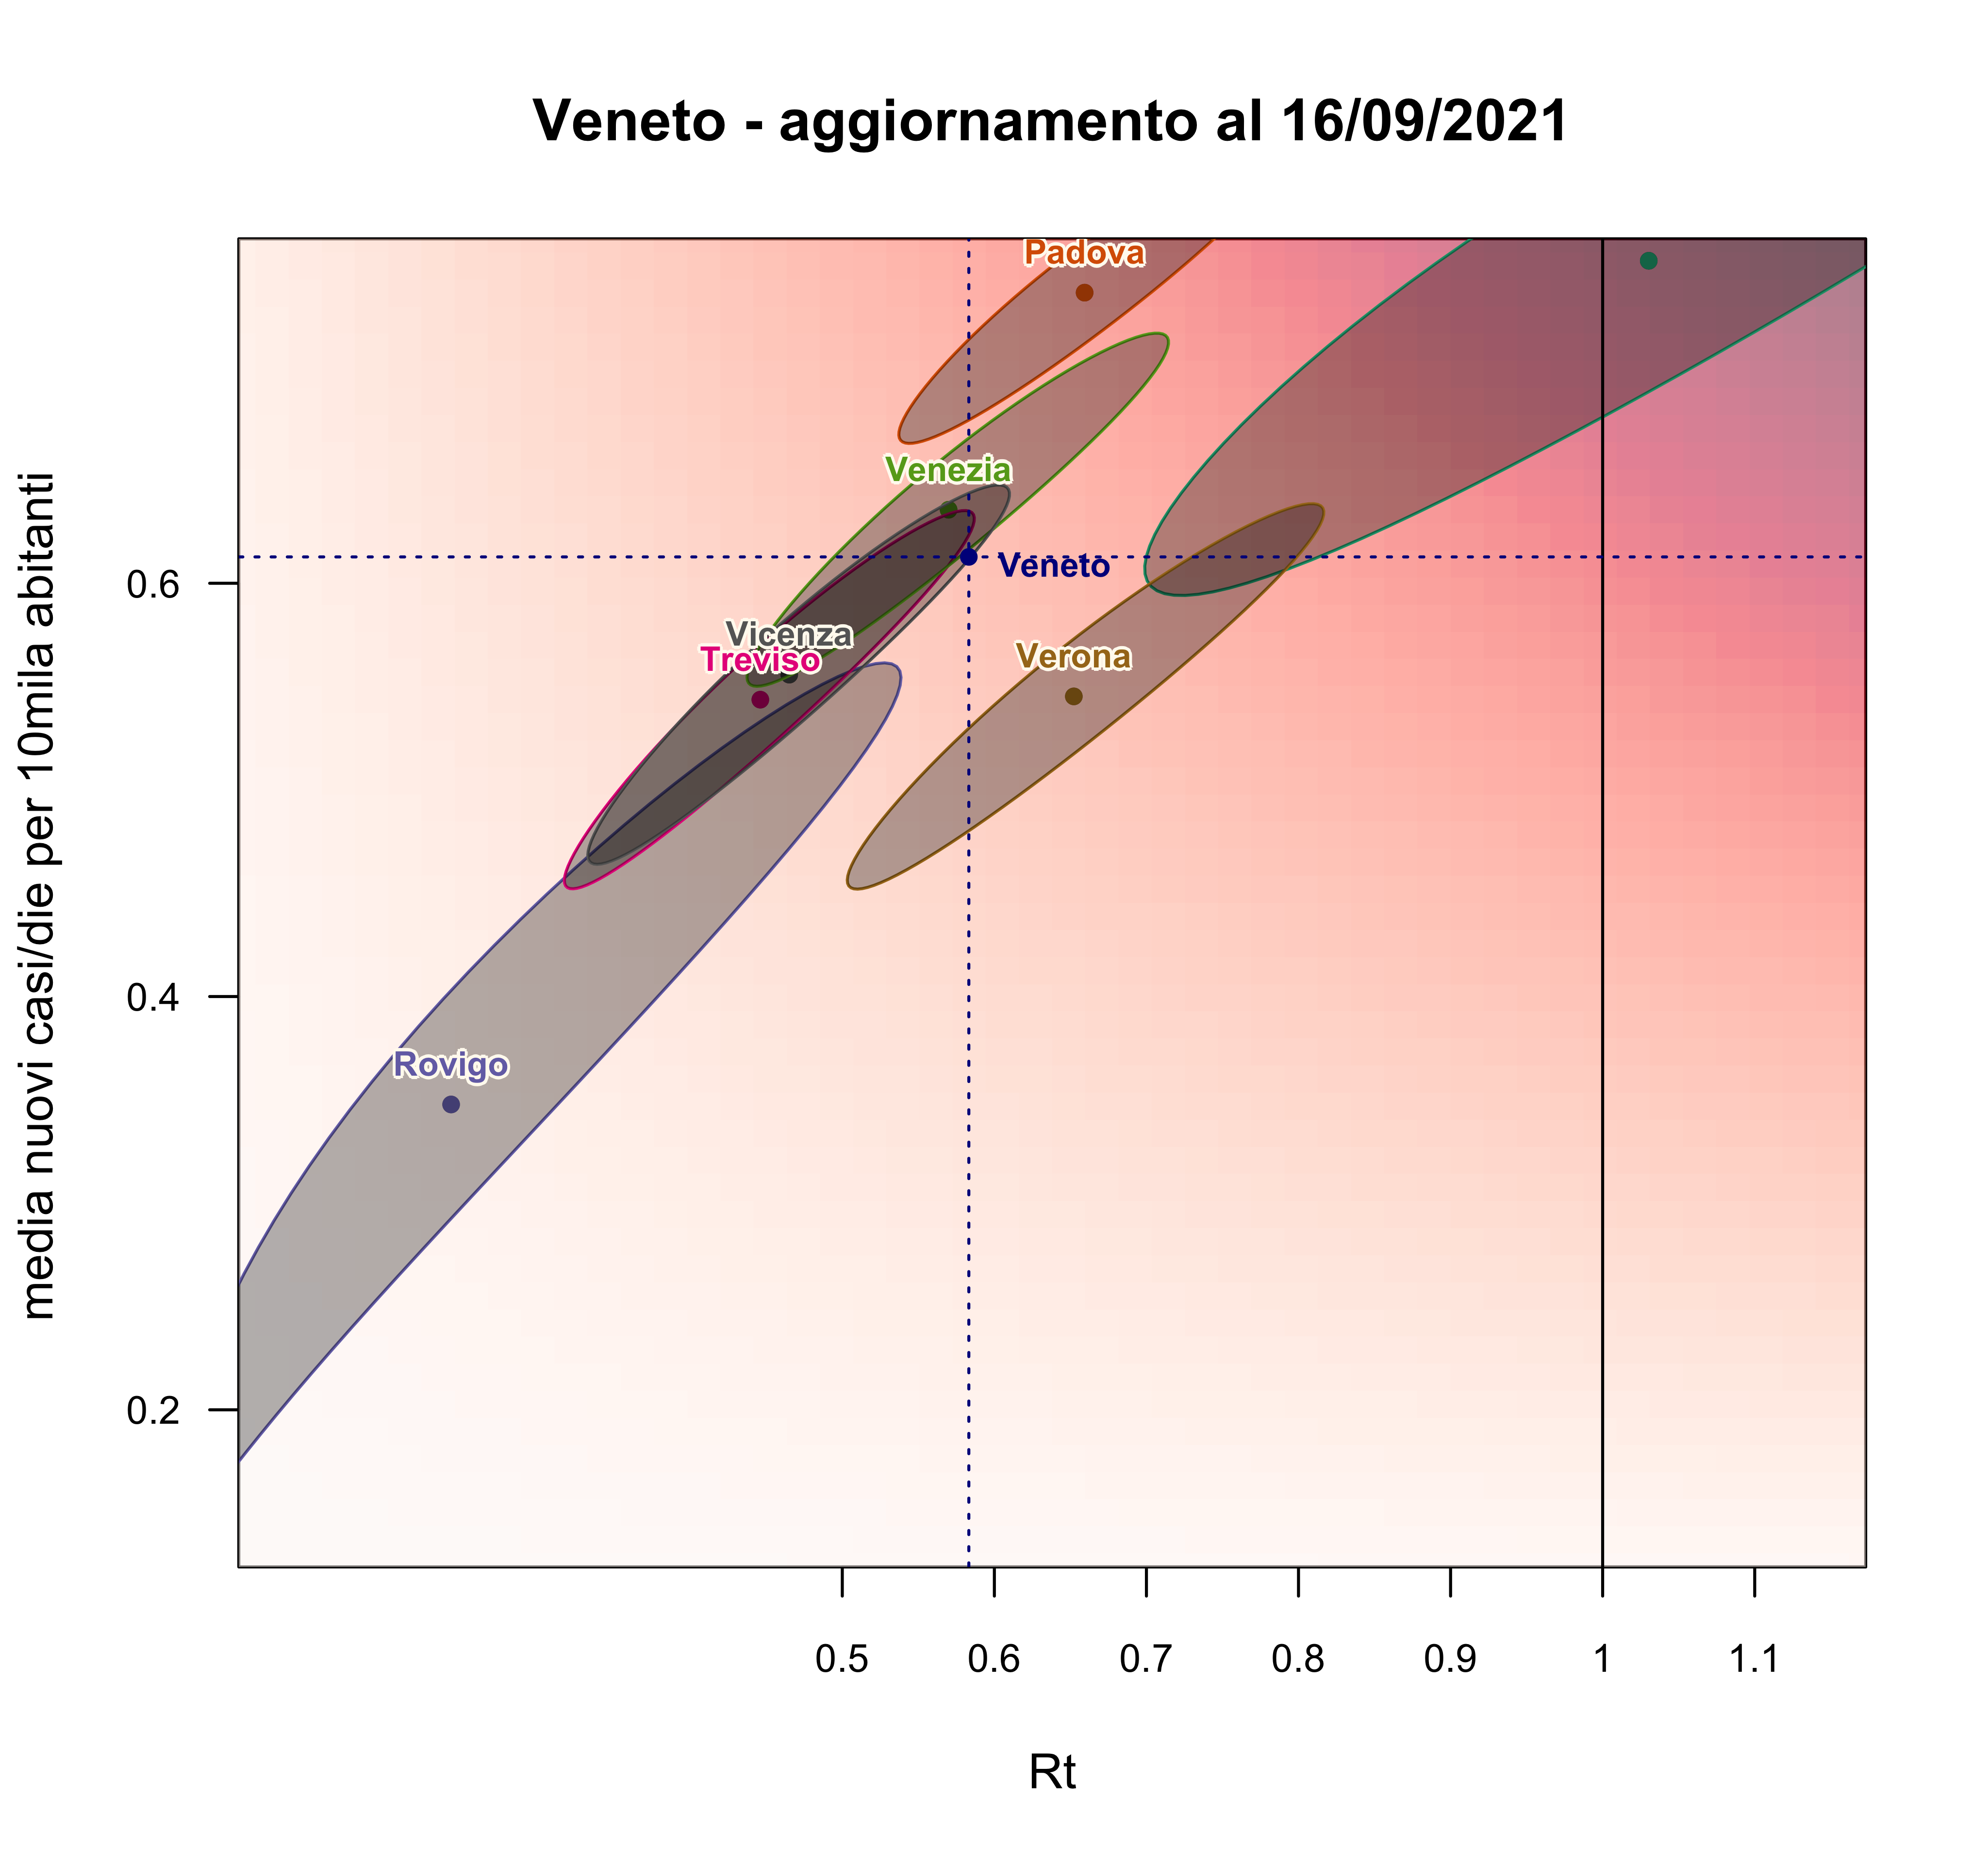 Veneto - aggiornamento al 16/09/2021
media nuovi casi/die per 10mila abitanti
0.6
0.4
0.2
Padova
Venezia
Veneto
Vicenza
Treviso
Verona
Rovigo
0.5 0.6 0.7 0.8 0.9 1 1.1
Rt